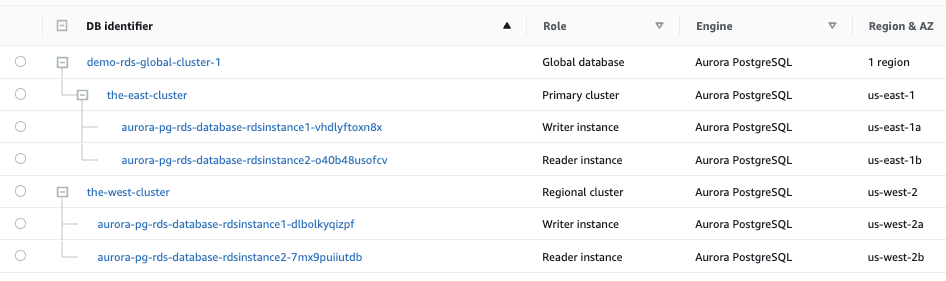 DB identifier Role Engine Region & AZ
demo-rds-global-cluster-1 Global database Aurora PostgreSQL 1 region
the-east-cluster Primary cluster Aurora PostgreSQL us-east-1
aurora-pg-rds-database-rdsinstance1-vhdlyftoxn8x Writer instance Aurora PostgreSQL us-east-1a
aurora-pg-rds-database-rdsinstance2-o40b48usofcv Reader instance Aurora PostgreSQL us-east-1b
the-west-cluster Regional cluster Aurora PostgreSQL us-west-2
aurora-pg-rds-database-rdsinstance1-dlbolkyqizpf Writer instance Aurora PostgreSQL us-west-2a
aurora-pg-rds-database-rdsinstance2-7mx9puiiutdb Reader instance Aurora PostgreSQL us-west-2b